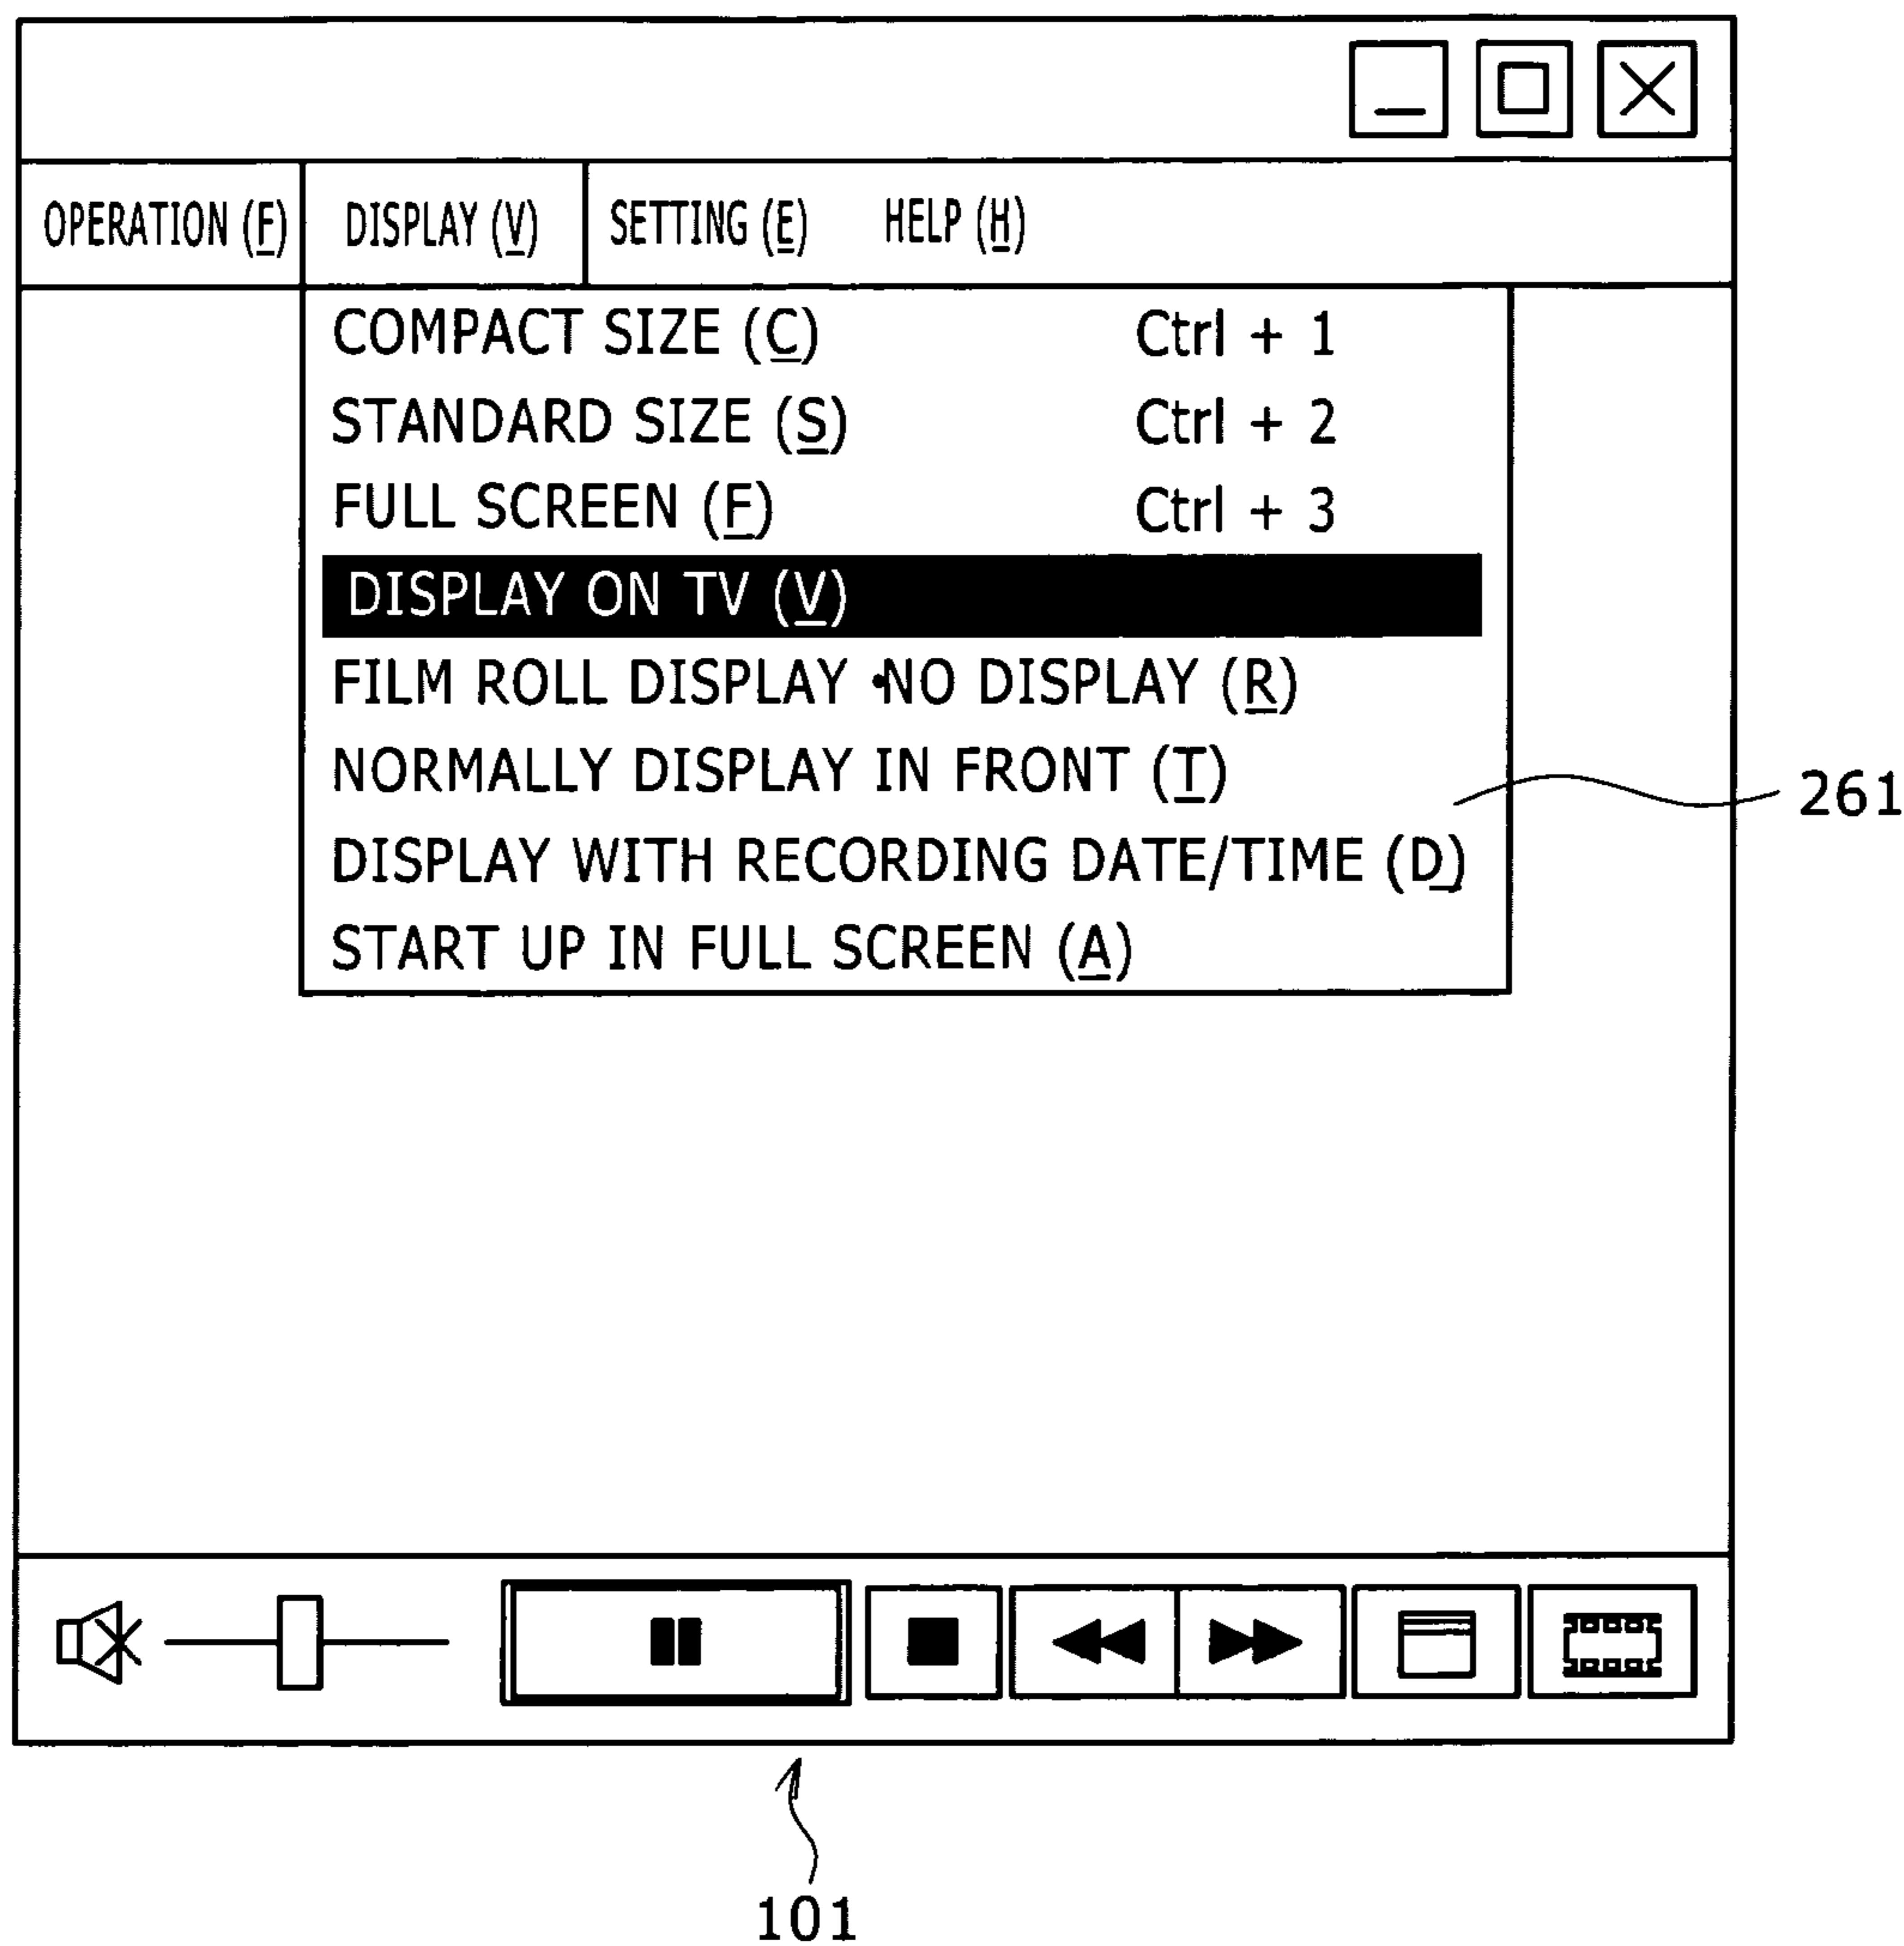 OPERATION (F) DISPLAY (V) SETTING (E) HELP (H)
COMPACT SIZE (C) Ctrl + 1
STANDARD SIZE (S) Ctrl + 2
FULL SCREEN (F) Ctrl + 3
DISPLAY ON TV (V)
FILM ROLL DISPLAY •NO DISPLAY (R)
NORMALLY DISPLAY IN FRONT (T)
261
DISPLAY WITH RECORDING DATE/TIME (D)
START UP IN FULL SCREEN (A)
101